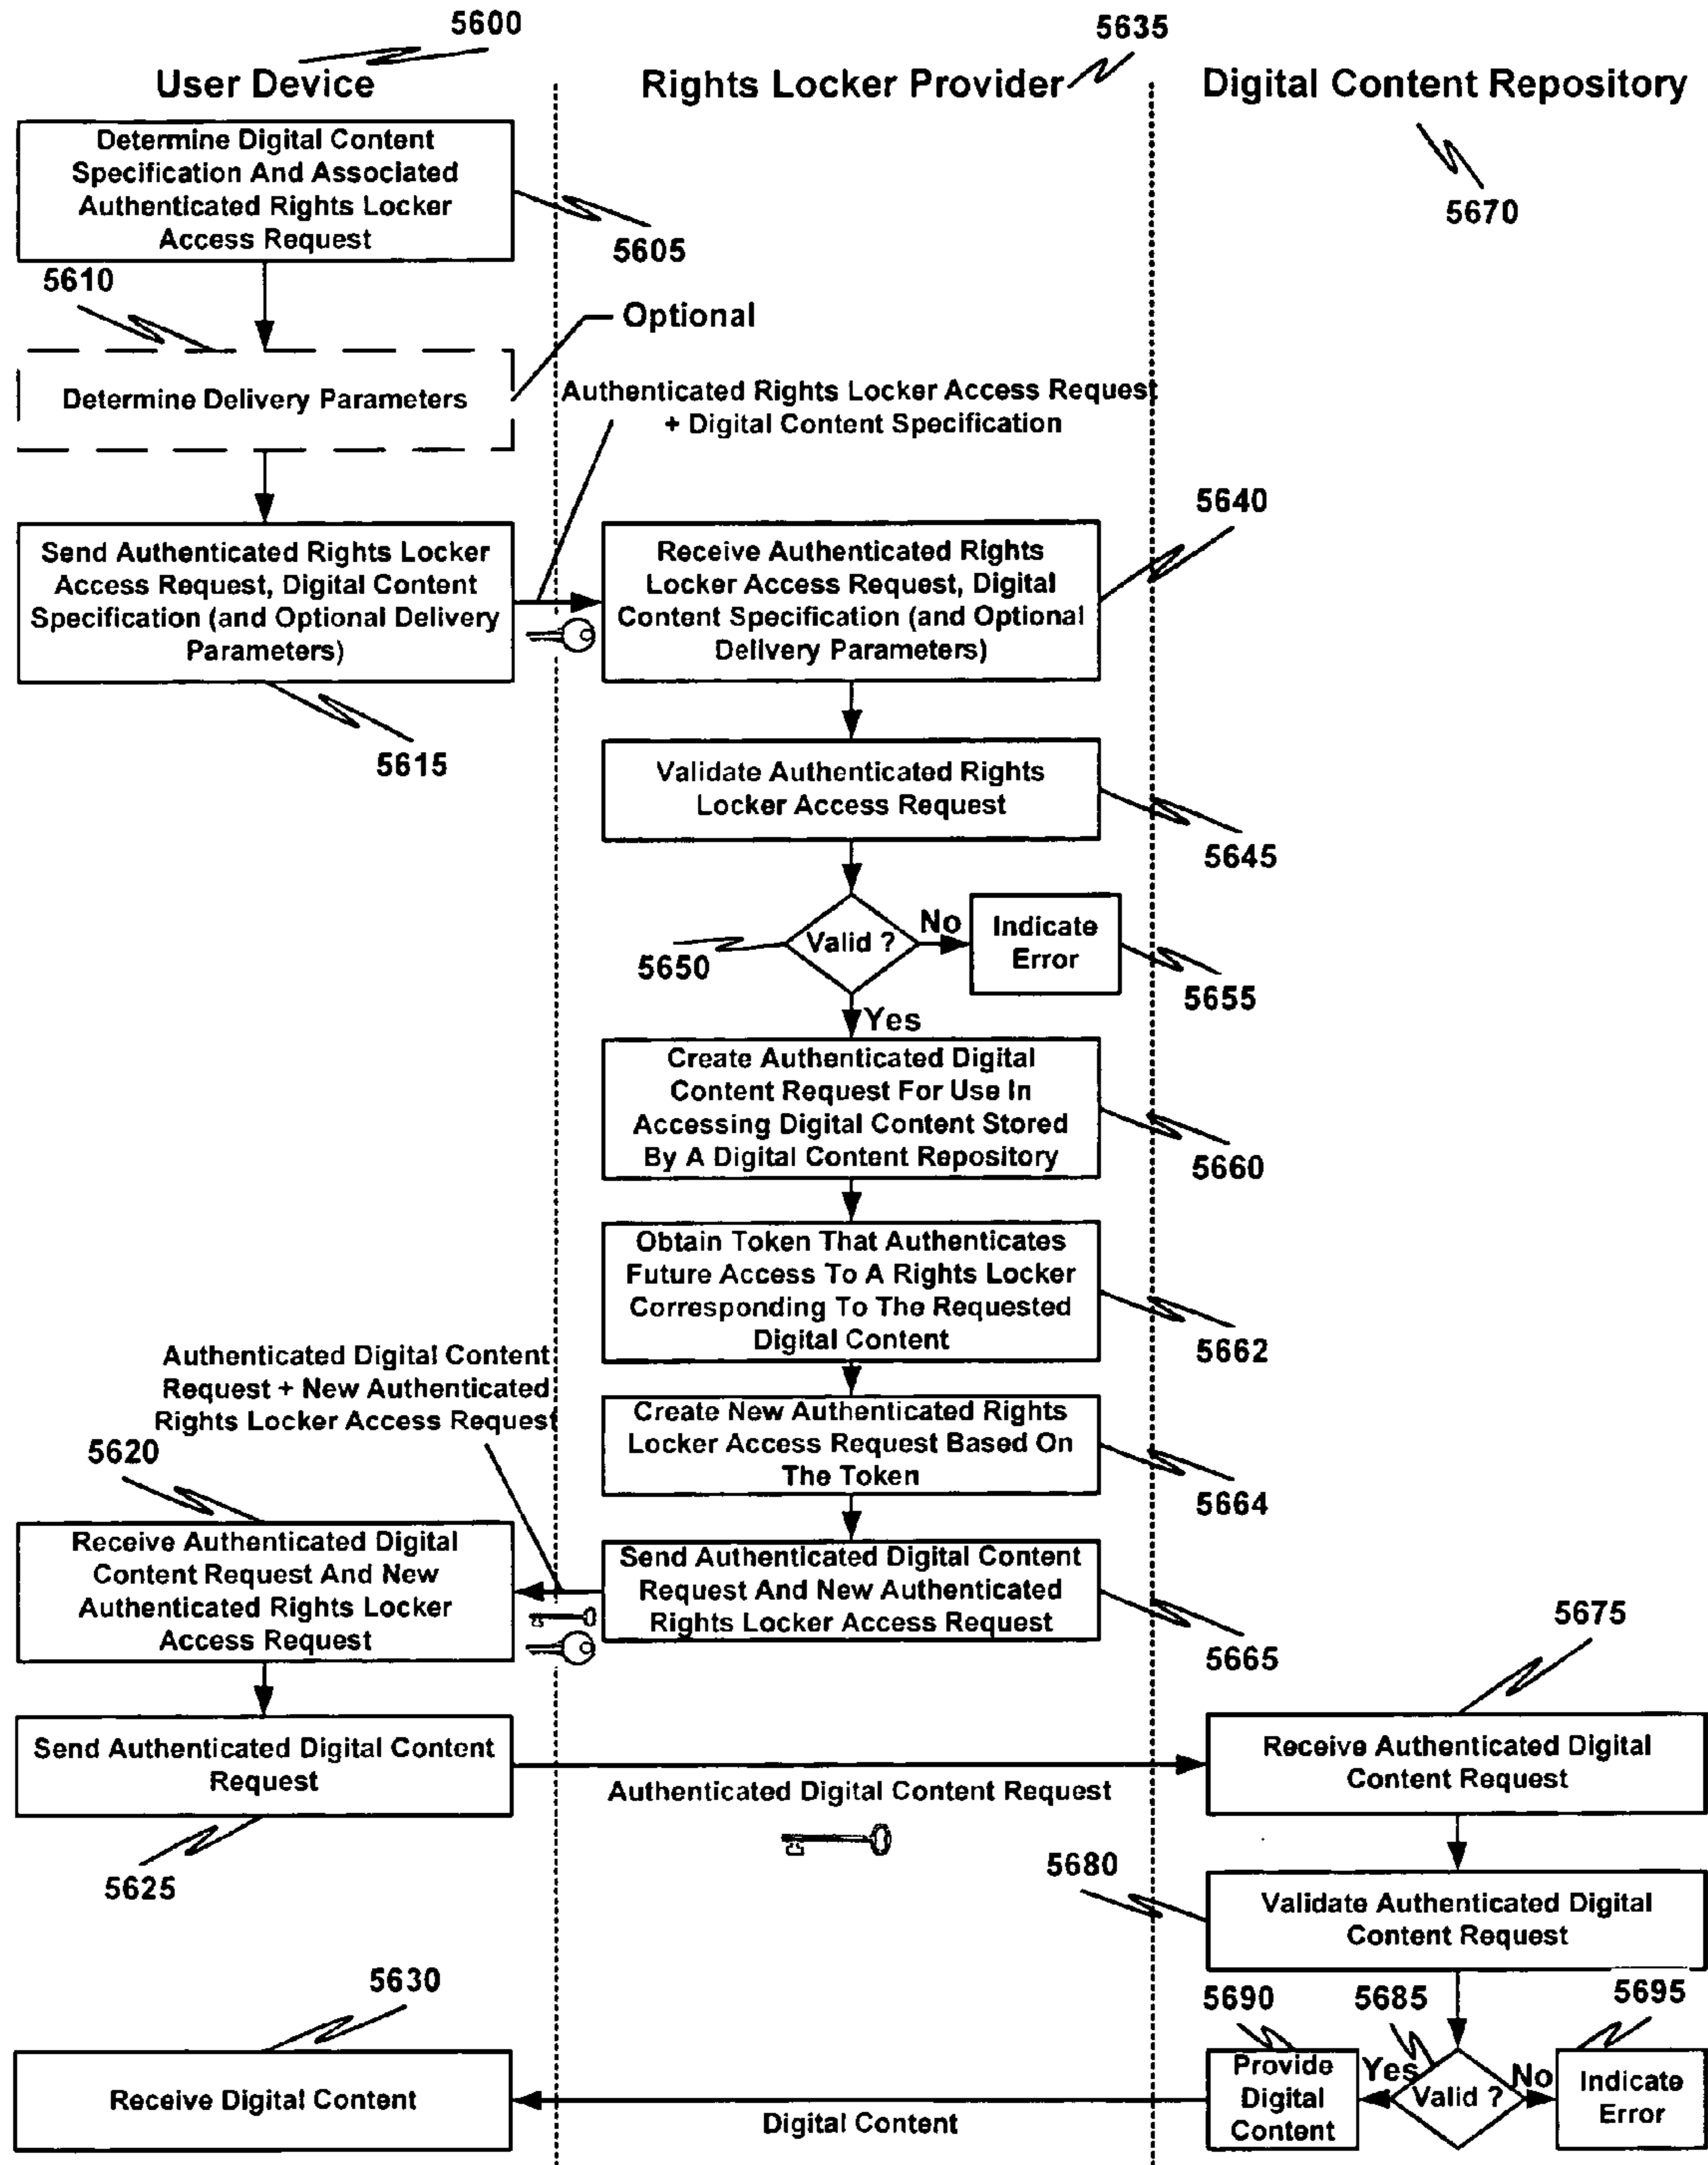 5600
5635
User Device
Rights Locker Provider
Digital Content Repository
5670
Determine Digital Content
Specification And Associated
Authenticated Rights Locker
Access Request
5605
5610
Optional
Determine Delivery Parameters
Authenticated Rights Locker Access Request
+ Digital Content Specification
5640
Send Authenticated Rights Locker
Access Request, Digital Content
Specification (and Optional Delivery
Parameters)
5615
Receive Authenticated Rights
Locker Access Request, Digital
Content Specification (and Optional
Delivery Parameters)
Validate Authenticated Rights
Locker Access Request
5645
Valid ?
No
Indicate
Error
5650
5655
Yes
Create Authenticated Digital
Content Request For Use In
Accessing Digital Content Stored
By A Digital Content Repository
5660
Obtain Token That Authenticates
Future Access To A Rights Locker
Corresponding To The Requested
Digital Content
5662
Authenticated Digital Content
Request + New Authenticated
Rights Locker Access Request
Create New Authenticated Rights
Locker Access Request Based On
The Token
5664
5620
Receive Authenticated Digital
Content Request And New
Authenticated Rights Locker
Access Request
Send Authenticated Digital Content
Request And New Authenticated
Rights Locker Access Request
5665
5675
Send Authenticated Digital Content
Request
5625
Authenticated Digital Content Request
Receive Authenticated Digital
Content Request
5680
Validate Authenticated Digital
Content Request
5630
5690
5685
5695
Receive Digital Content
Digital Content
Provide
Digital
Content
Yes
Valid ?
No
Indicate
Error